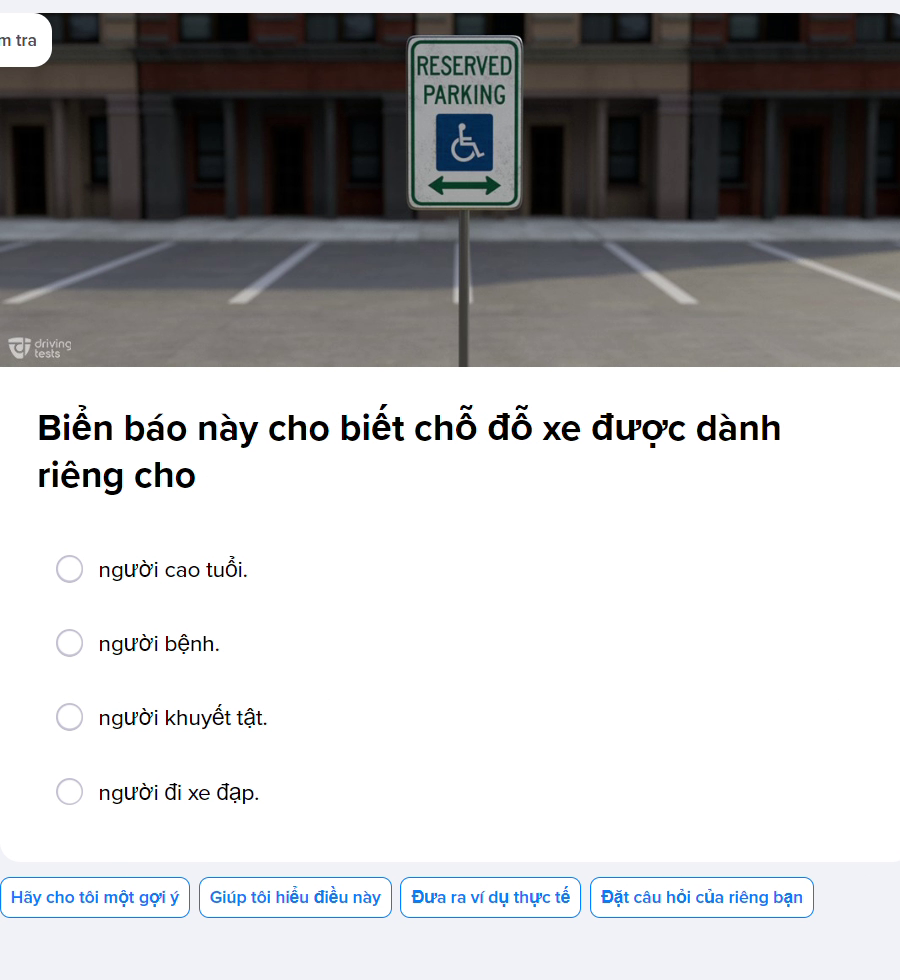 m tra
RESERVED
PARKING
driving
tests
Biển báo này cho biết chỗ đỗ xe được dành
riêng cho
người cao tuổi.
người bệnh.
người khuyết tật.
người đi xe đạp.
Hãy cho tôi một gợi ý
Giúp tôi hiểu điều này
Đưa ra ví dụ thực tế
Đặt câu hỏi của riêng bạn